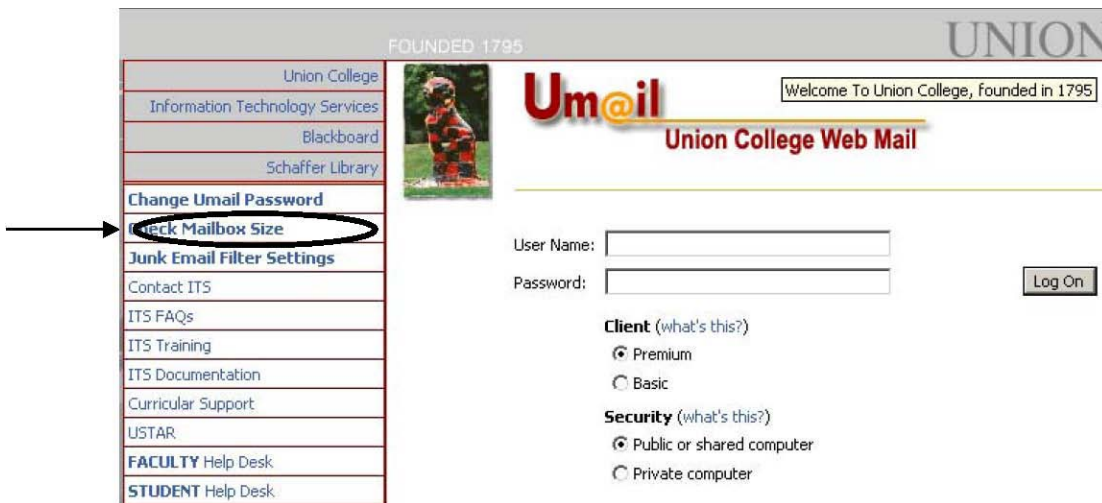 UNION
FOUNDED 1795
Union College
Information Technology Services
Blackboard
Schaffer Library
Change Umail Password
Check Mailbox Size
Junk Email Filter Settings
Contact ITS
ITS FAQs
ITS Training
ITS Documentation
Curricular Support
USTAR
FACULTY Help Desk
STUDENT Help Desk
Um@il
Union College Web Mail
Welcome To Union College, founded in 1795
User Name:
Password:
Log On
Client (what's this?)
Premium
Basic
Security (what's this?)
Public or shared computer
Private computer